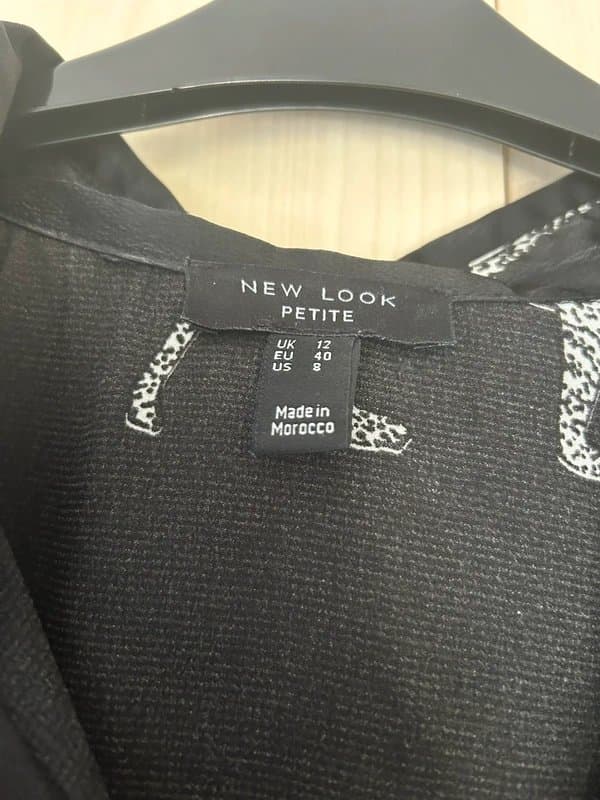 NEW LOOK
PETITE
UK 12
EU 40
US 8
Made in
Morocco